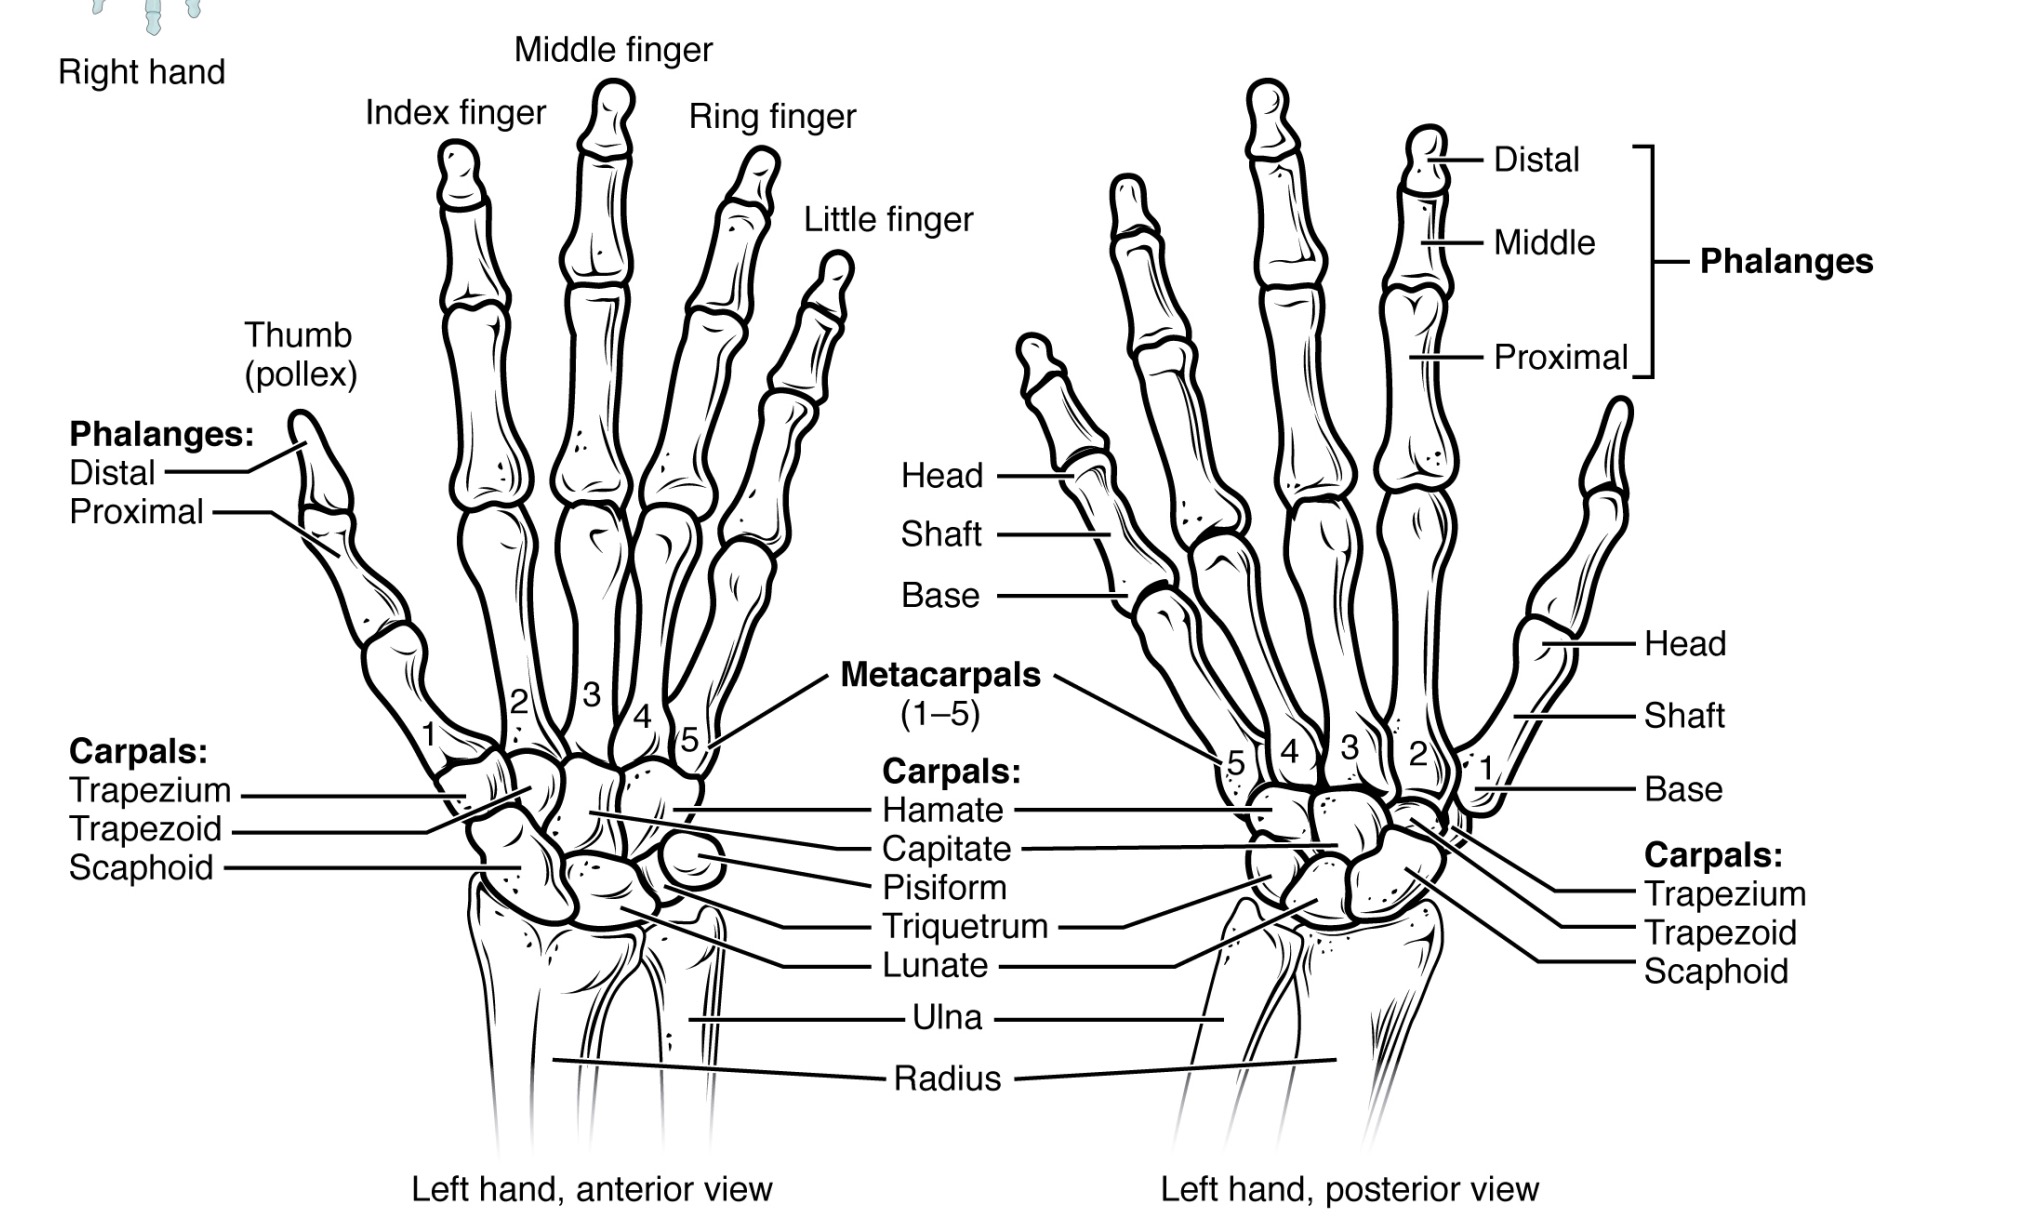 Right hand
Middle finger
Index finger
Ring finger
Little finger
Thumb
(pollex)
Phalanges:
Distal
Proximal
1
2
3
4
5
Carpals:
Trapezium
Trapezoid
Scaphoid
Head
Shaft
Base
Metacarpals
(1–5)
Carpals:
Hamate
Capitate
Pisiform
Triquetrum
Lunate
Ulna
Radius
Distal
Middle
Proximal
Phalanges
5
4
3
2
1
Head
Shaft
Base
Carpals:
Trapezium
Trapezoid
Scaphoid
Left hand, anterior view
Left hand, posterior view